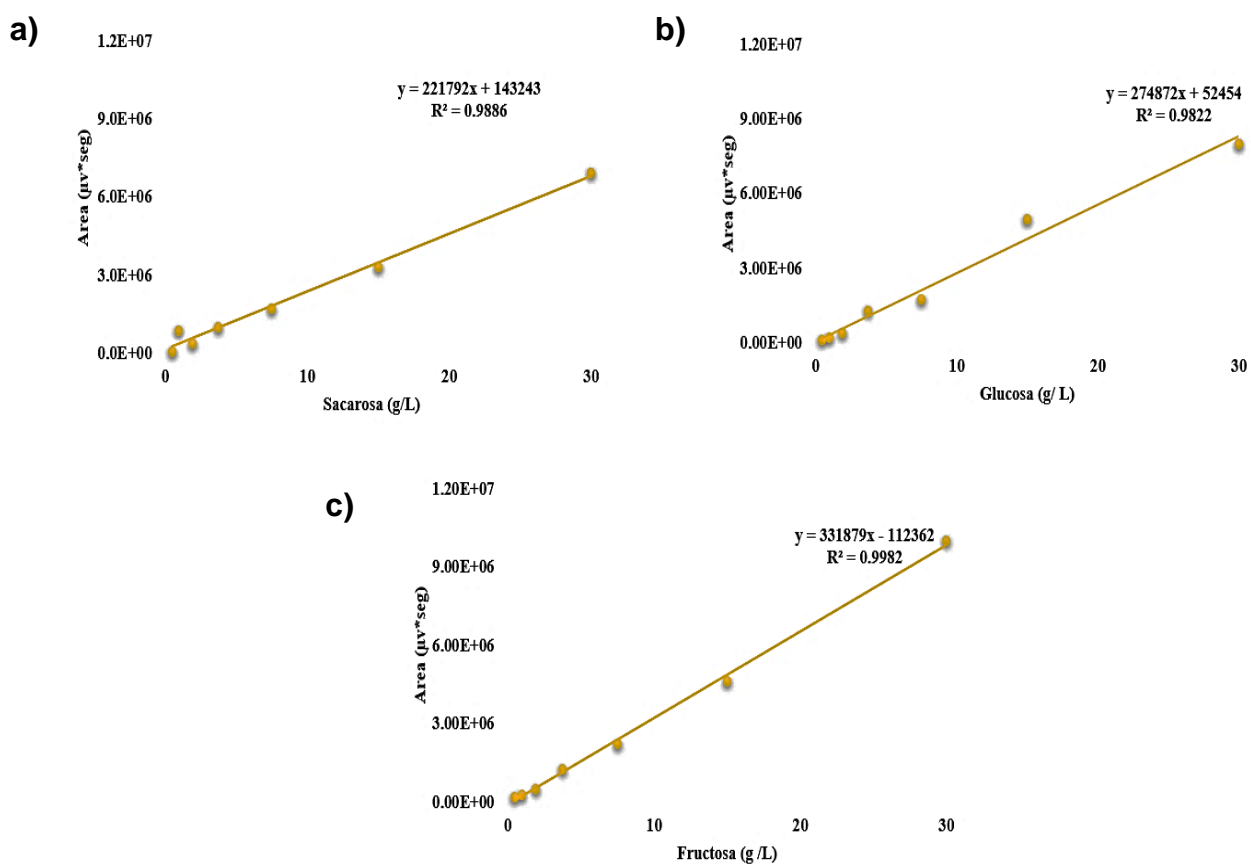 a)
1.2E+07
9.0E+06
6.0E+06
3.0E+06
0.0E+00
Area (µv*seg)
y = 221792x + 143243
R² = 0.9886
0
10
20
30
Sacarosa (g/L)
b)
1.20E+07
9.00E+06
6.00E+06
3.00E+06
0.00E+00
Area (µv*seg)
y = 274872x + 52454
R² = 0.9822
0
10
20
30
Glucosa (g/ L)
c)
1.20E+07
9.00E+06
6.00E+06
3.00E+06
0.00E+00
Area (µv*seg)
y = 331879x - 112362
R² = 0.9982
0
10
20
30
Fructosa (g /L)